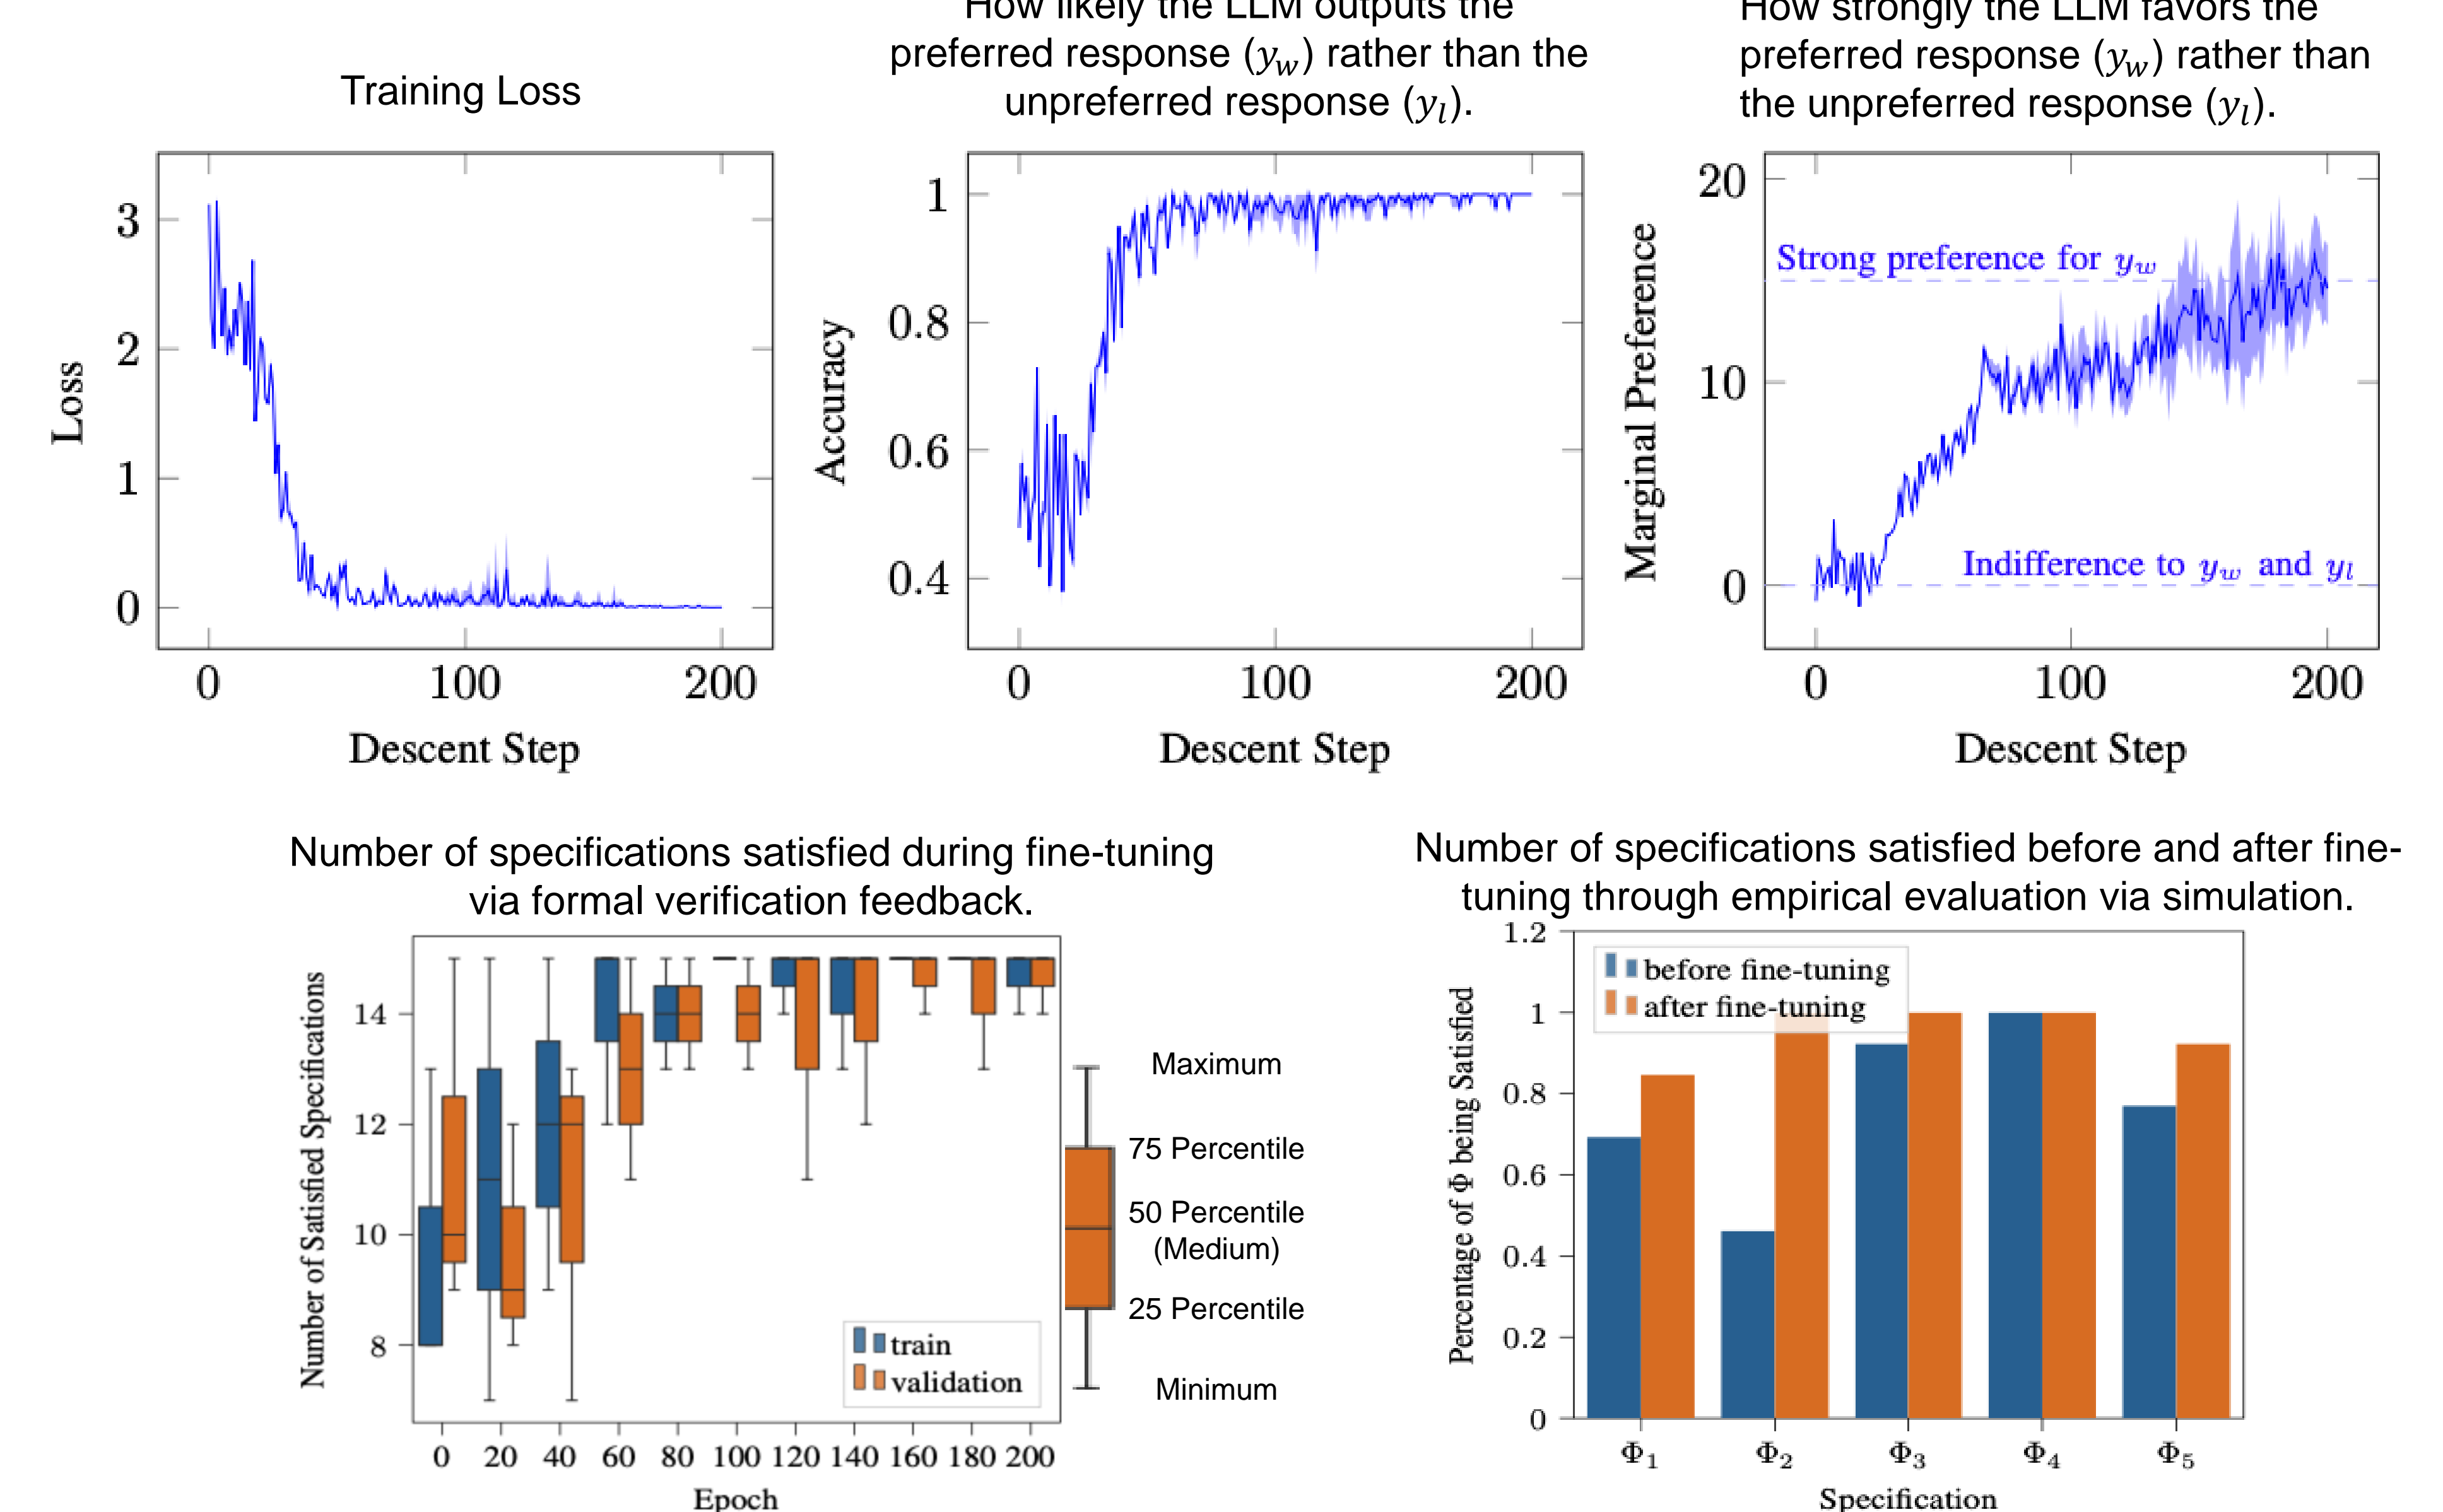 Training Loss
How likely the LLM outputs the
preferred response (y_w) rather than the
unpreferred response (y_l).
How strongly the LLM favors the
preferred response (y_w) rather than
the unpreferred response (y_l).
Loss
3
2
1
0
0 100 200
Descent Step
Accuracy
1
0.8
0.6
0.4
0 100 200
Descent Step
Marginal Preference
20
10
0
Strong preference for y_w
Indifference to y_w and y_l
0 100 200
Descent Step
Number of specifications satisfied during fine-tuning
via formal verification feedback.
Number of Satisfied Specifications
14
12
10
8
train
validation
0 20 40 60 80 100 120 140 160 180 200
Epoch
Maximum
75 Percentile
50 Percentile
(Medium)
25 Percentile
Minimum
Number of specifications satisfied before and after fine-
tuning through empirical evaluation via simulation.
Percentage of Φ being Satisfied
1.2
1
0.8
0.6
0.4
0.2
0
before fine-tuning
after fine-tuning
Φ₁ Φ₂ Φ₃ Φ₄ Φ₅
Specification